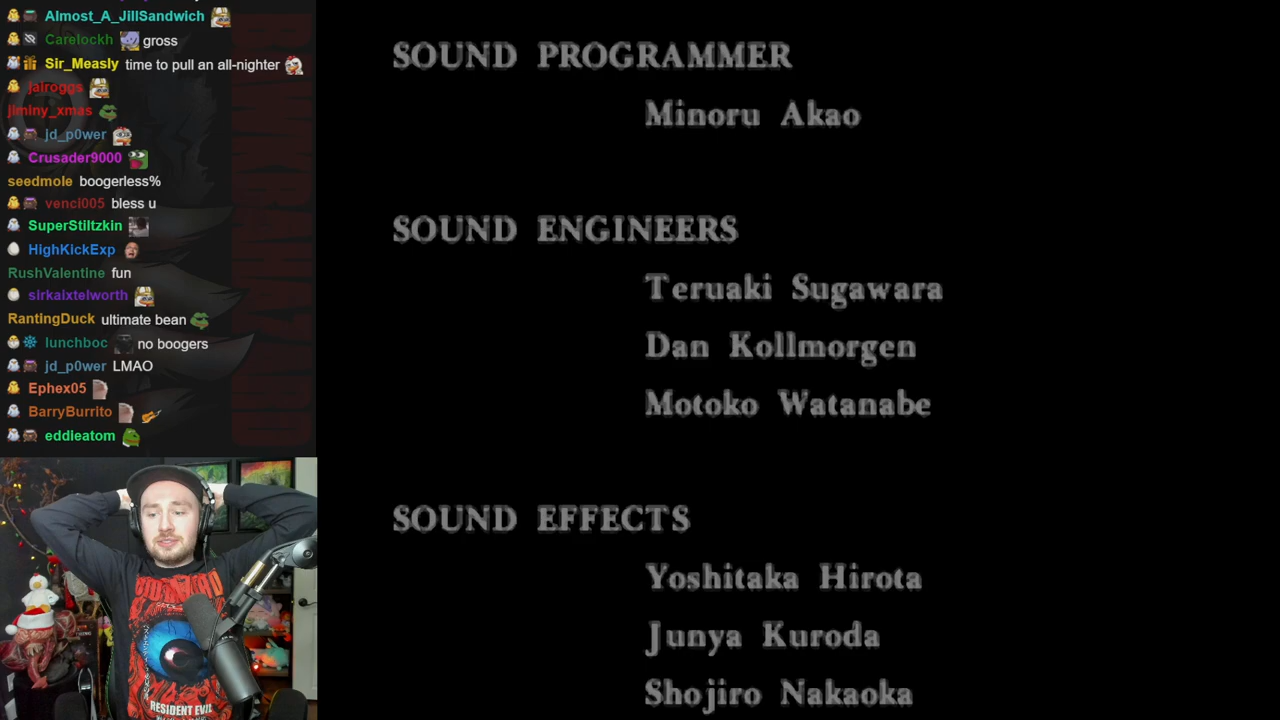 Almost_A_JillSandwich
Carelockh gross
Sir_Measly time to pull an all-nighter
jairoggs
jiminy_xmas
jd_p0wer
Crusader9000
seedmole boogerless%
venci005 bless u
SuperStiltzkin
HighKickExp
RushValentine fun
sirkaixtelworth
RantingDuck ultimate bean
lunchboc no boogers
jd_p0wer LMAO
Ephex05
BarryBurrito
eddieatom
RESIDENT EVIL
SOUND PROGRAMMER
Minoru Akao
SOUND ENGINEERS
Teruaki Sugawara
Dan Kollmorgen
Motoko Watanabe
SOUND EFFECTS
Yoshitaka Hirota
Junya Kuroda
Shojiro Nakaoka